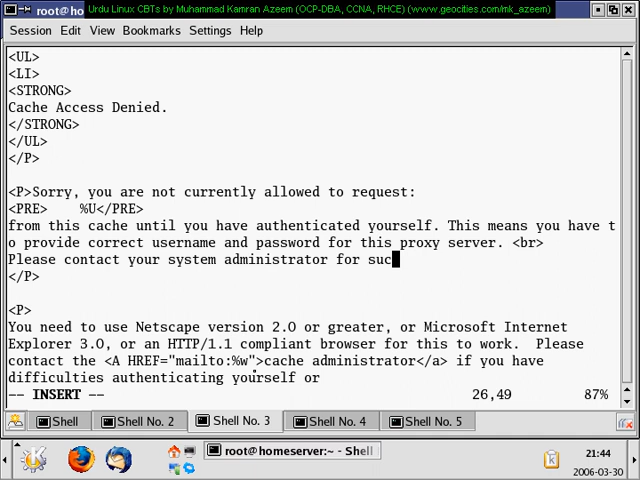 root@ho
Urdu Linux CBTs by Muhammad Kamran Azeem (OCP-DBA, CCNA, RHCE) (www.geocities.com/mk_azeem)
Session Edit View Bookmarks Settings Help
<UL>
<LI>
<STRONG>
Cache Access Denied.
</STRONG>
</UL>
</P>
<P>Sorry, you are not currently allowed to request:
<PRE>    %U</PRE>
from this cache until you have authenticated yourself. This means you have t
o provide correct username and password for this proxy server. <br>
Please contact your system administrator for suc
</P>
<P>
You need to use Netscape version 2.0 or greater, or Microsoft Internet
Explorer 3.0, or an HTTP/1.1 compliant browser for this to work.  Please
contact the <A HREF="mailto:%w">cache administrator</a> if you have
difficulties authenticating yourself or
-- INSERT -- 26,49 87%
Shell Shell No. 2 Shell No. 3 Shell No. 4 Shell No. 5
root@homeserver:~ - Shell
21:44
2006-03-30